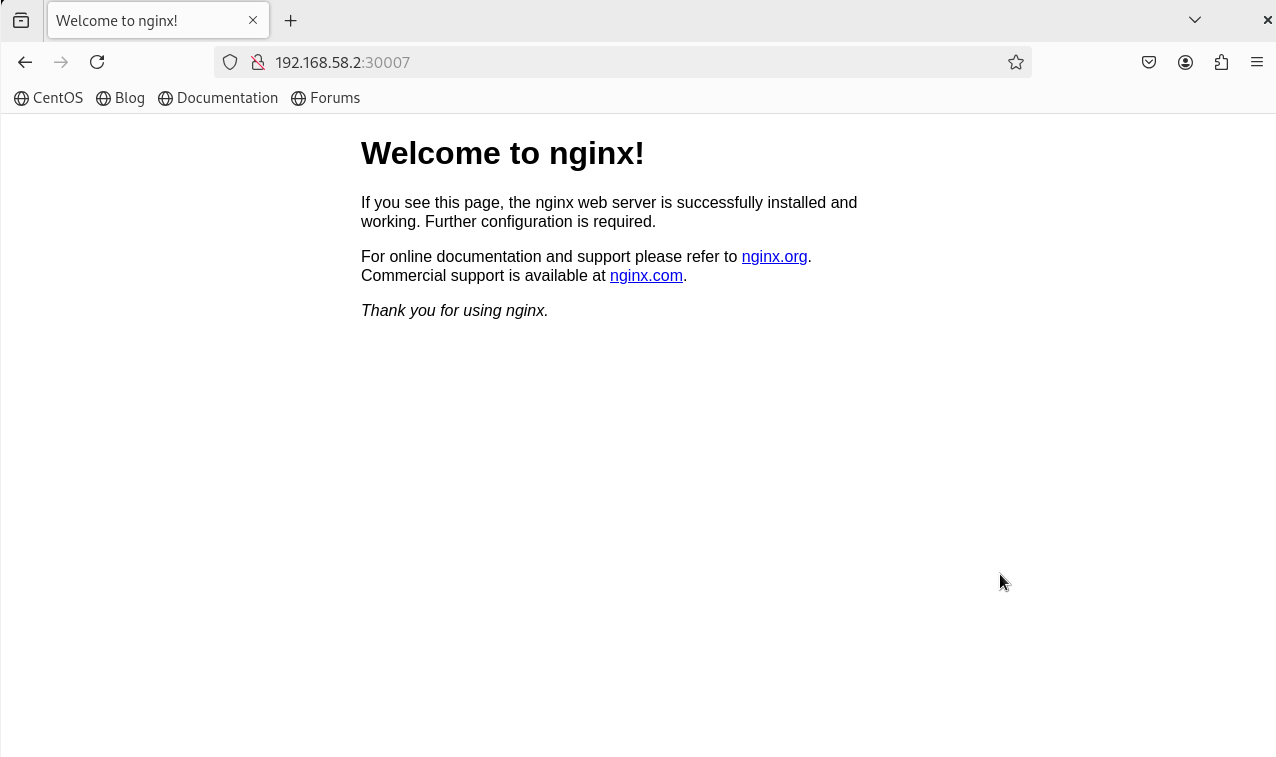 Welcome to nginx!
192.168.58.2:30007
CentOS Blog Documentation Forums
Welcome to nginx!
If you see this page, the nginx web server is successfully installed and
working. Further configuration is required.
For online documentation and support please refer to nginx.org.
Commercial support is available at nginx.com.
Thank you for using nginx.